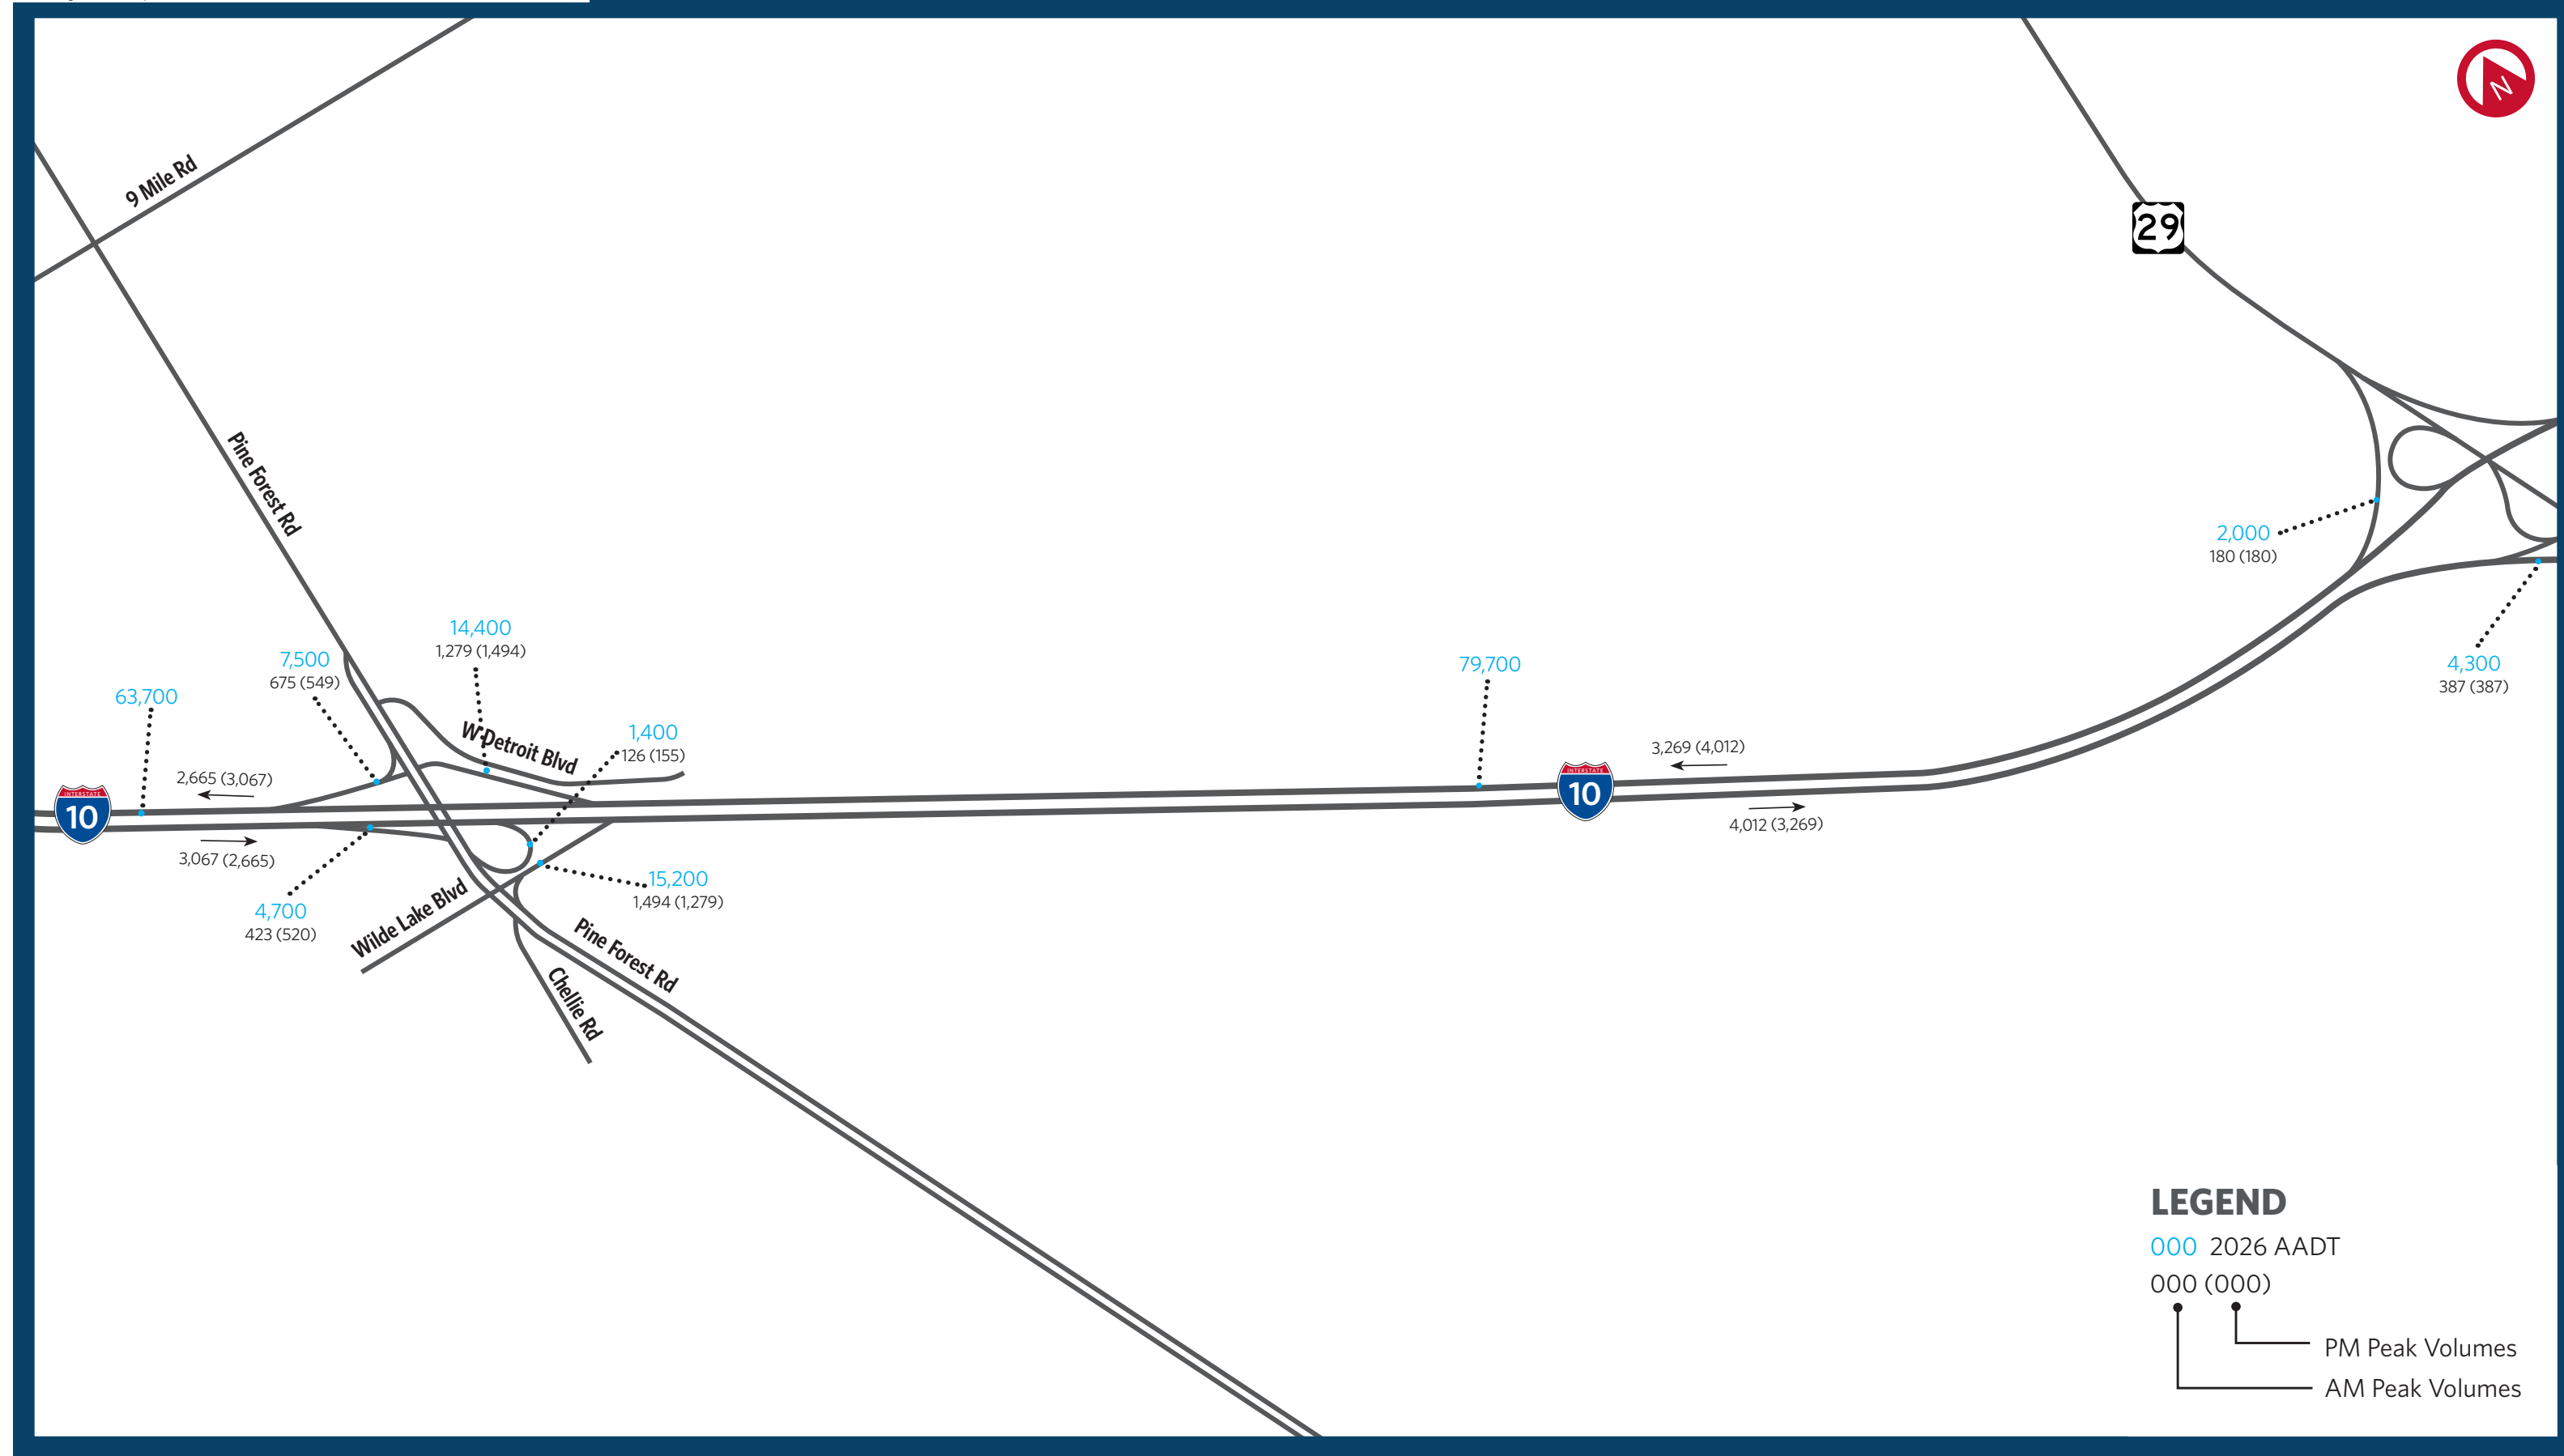 N
9 Mile Rd
29
Pine Forest Rd
2,000
180 (180)
14,400
1,279 (1,494)
7,500
675 (549)
63,700
79,700
4,300
387 (387)
W Detroit Blvd
1,400
126 (155)
2,665 (3,067)
3,269 (4,012)
INTERSTATE
10
INTERSTATE
10
3,067 (2,665)
4,012 (3,269)
15,200
1,494 (1,279)
4,700
423 (520)
Wilde Lake Blvd
Pine Forest Rd
Chellie Rd
LEGEND
000 2026 AADT
000 (000)
PM Peak Volumes
AM Peak Volumes